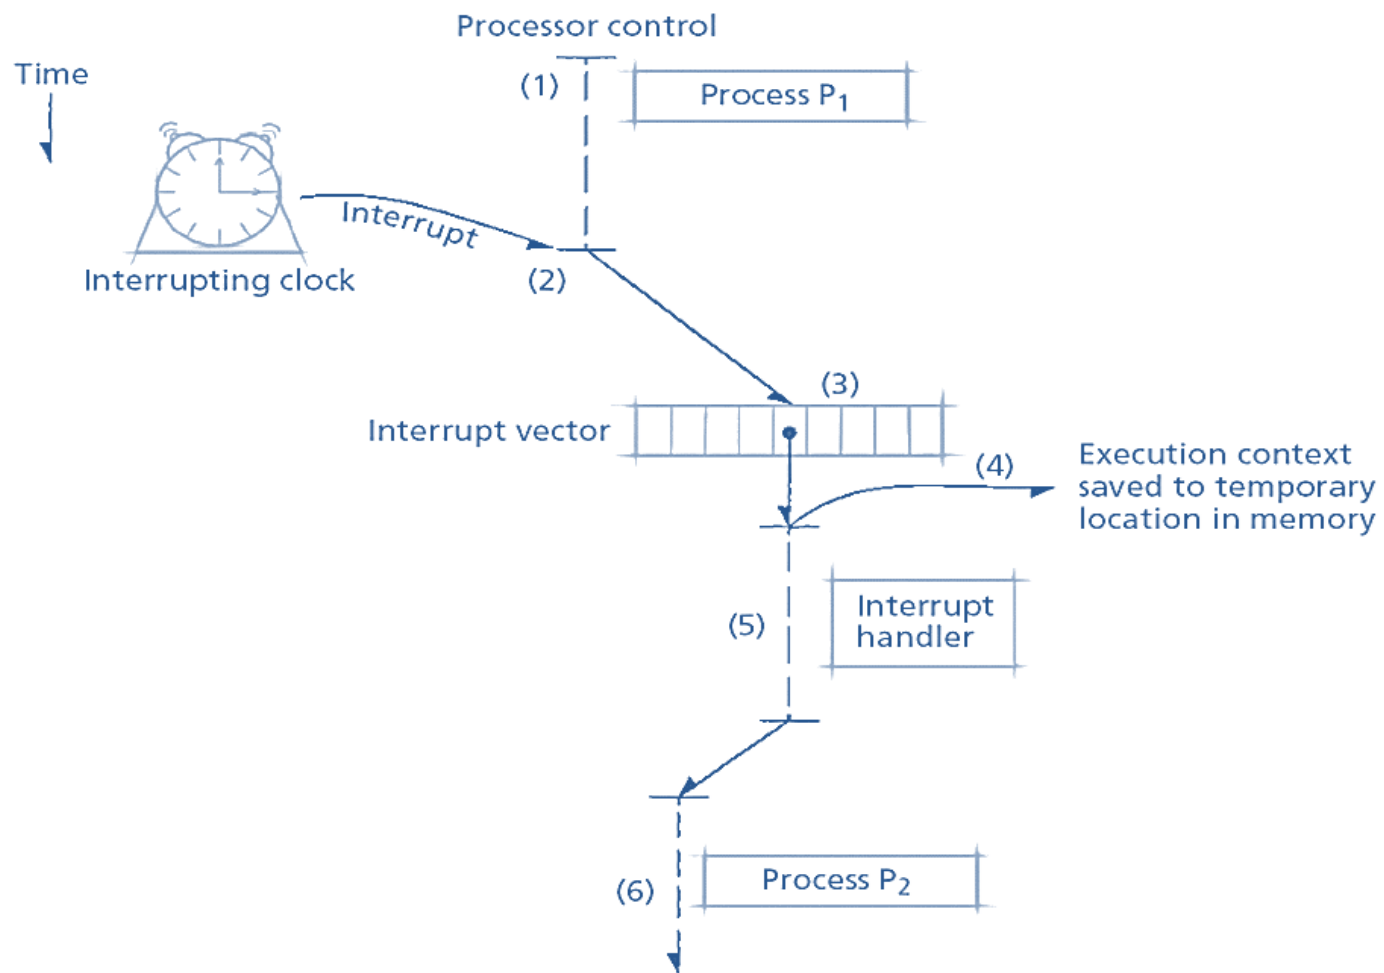 Processor control
Time
(1)
Process P₁
Interrupt
Interrupting clock
(2)
(3)
Interrupt vector
(4)
Execution context
saved to temporary
location in memory
(5)
Interrupt
handler
(6)
Process P₂